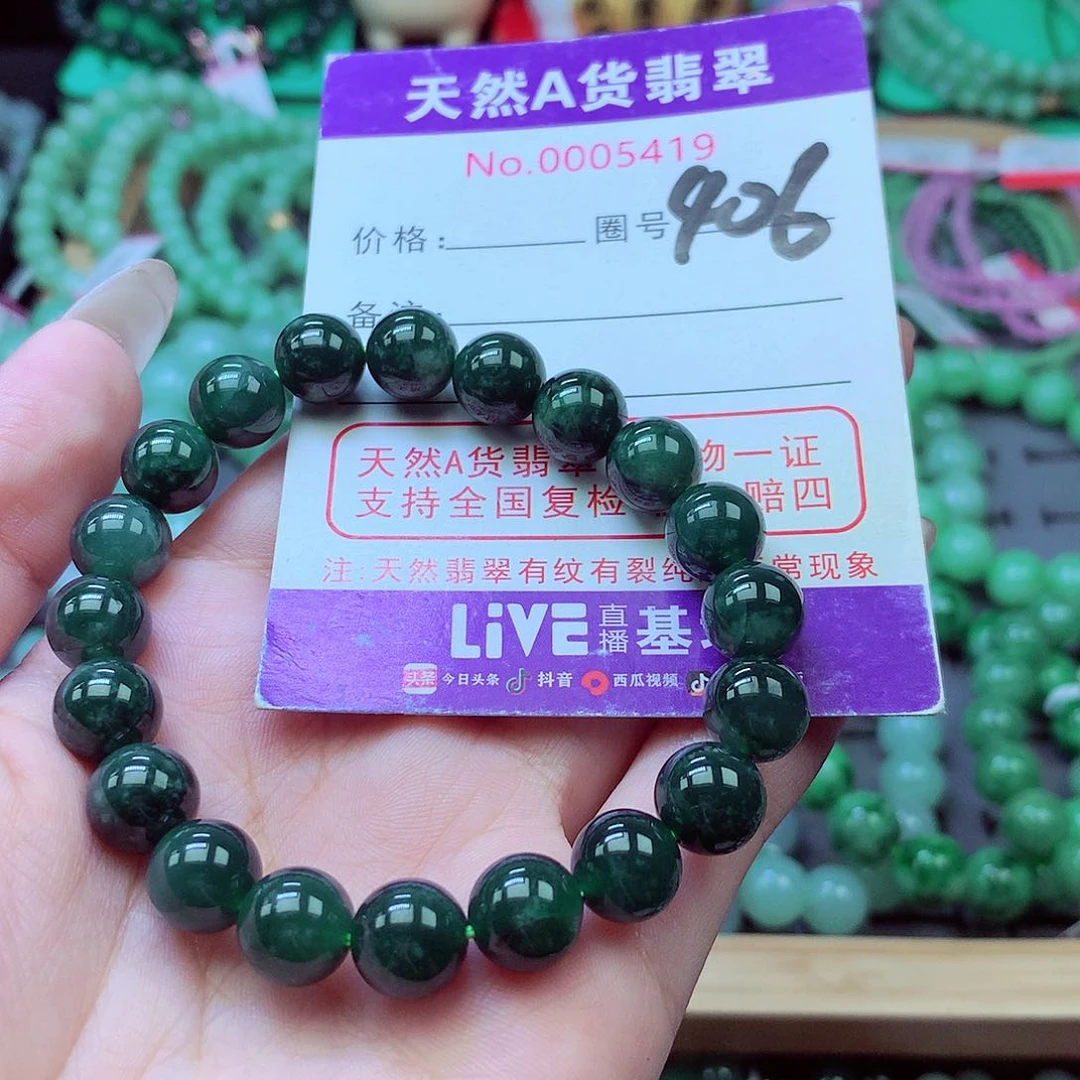 天然A货翡翠
No.0005419
价格: 圈号 906
备注:
天然A货翡翠 物一证
支持全国复检 赔四
注:天然翡翠有纹有裂纯 常现象
LiVE 直播 基
头条 今日头条 抖音 西瓜视频